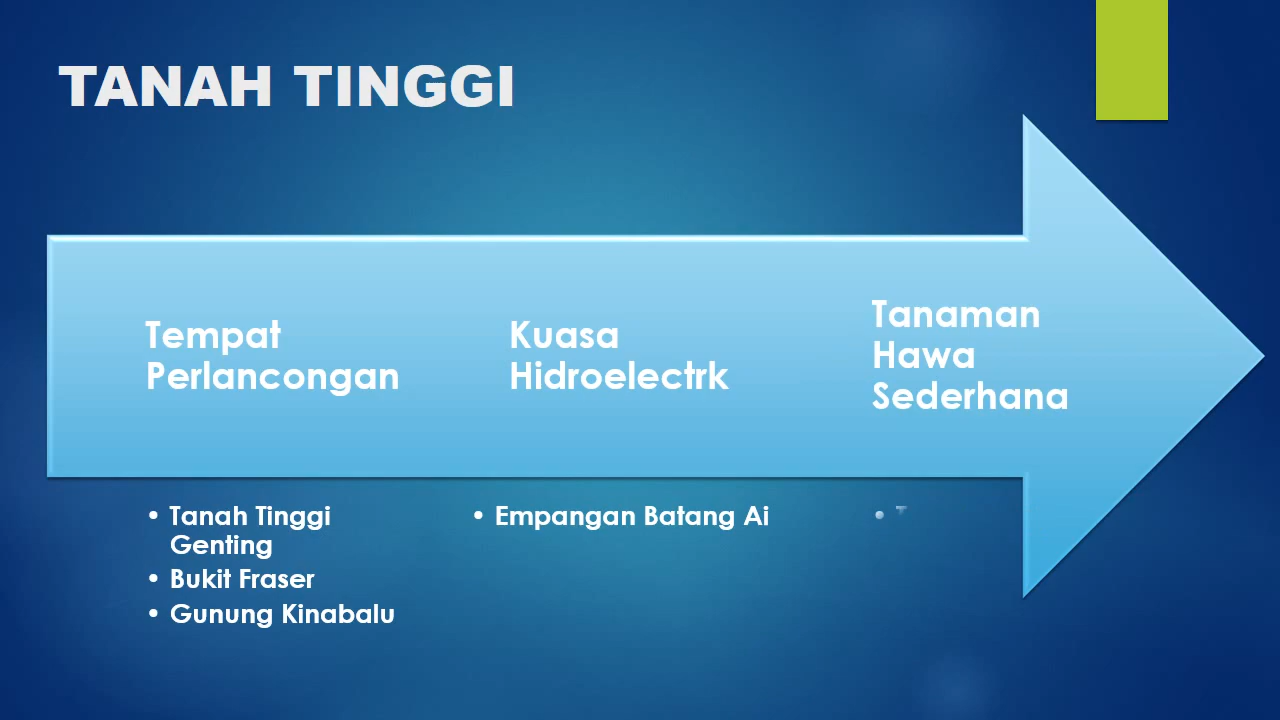 TANAH TINGGI
Tempat
Perlancongan
Kuasa
Hidroelectrk
Tanaman
Hawa
Sederhana
• Tanah Tinggi
Genting
• Bukit Fraser
• Gunung Kinabalu
• Empangan Batang Ai